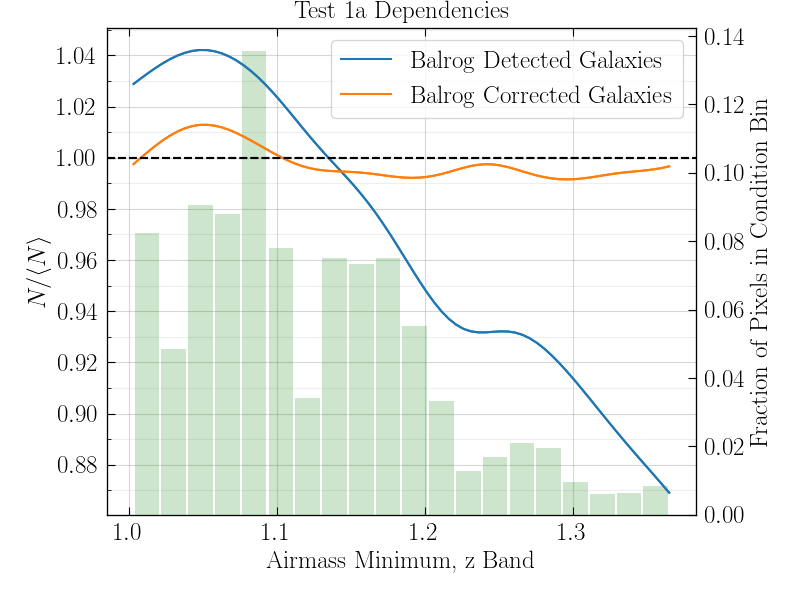 Test 1a Dependencies
Balrog Detected Galaxies
Balrog Corrected Galaxies
1.04
1.02
1.00
0.98
0.96
0.94
0.92
0.90
0.88
N/⟨N⟩
0.14
0.12
0.10
0.08
0.06
0.04
0.02
0.00
Fraction of Pixels in Condition Bin
1.0 1.1 1.2 1.3
Airmass Minimum, z Band